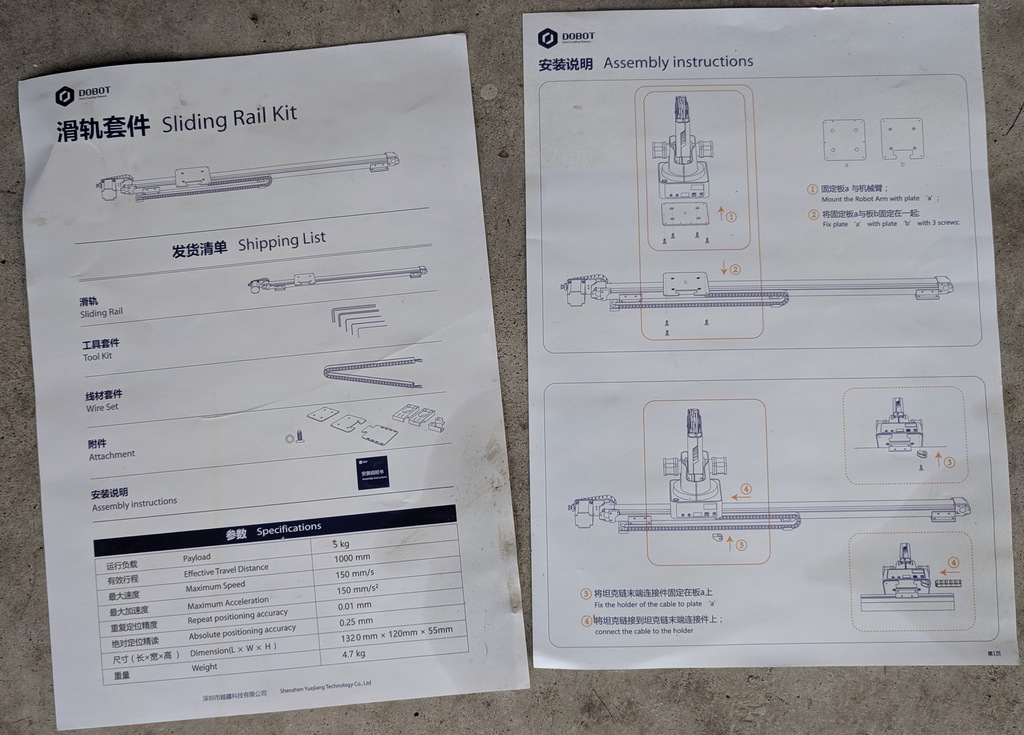 DOBOT
滑轨套件 Sliding Rail Kit
发货清单 Shipping List
滑轨
Sliding Rail
工具套件
Tool Kit
线材套件
Wire Set
附件
Attachment
安装说明
Assembly instructions
安装说明书
Assembly Instructions
参数 Specifications
运行负载 Payload 5 kg
有效行程 Effective Travel Distance 1000 mm
最大速度 Maximum Speed 150 mm/s
最大加速度 Maximum Acceleration 150 mm/s²
重复定位精度 Repeat positioning accuracy 0.01 mm
绝对定位精读 Absolute positioning accuracy 0.25 mm
尺寸(长×宽×高) Dimension(L × W × H) 1320 mm × 120mm × 55mm
重量 Weight 4.7 kg
深圳市越疆科技有限公司 Shenzhen Yuejiang Technology Co., Ltd
DOBOT
安装说明 Assembly instructions
a b
① 固定板a 与机械臂;
Mount the Robot Arm with plate 'a' ;
② 将固定板a与板b固定在一起;
Fix plate 'a' with plate 'b' with 3 screws;
①
②
b
④
③
⑤
④
③ 将坦克链末端连接件固定在板a上
Fix the holder of the cable to plate 'a'
④ 将坦克链接到坦克链末端连接件上;
connect the cable to the holder
第1页